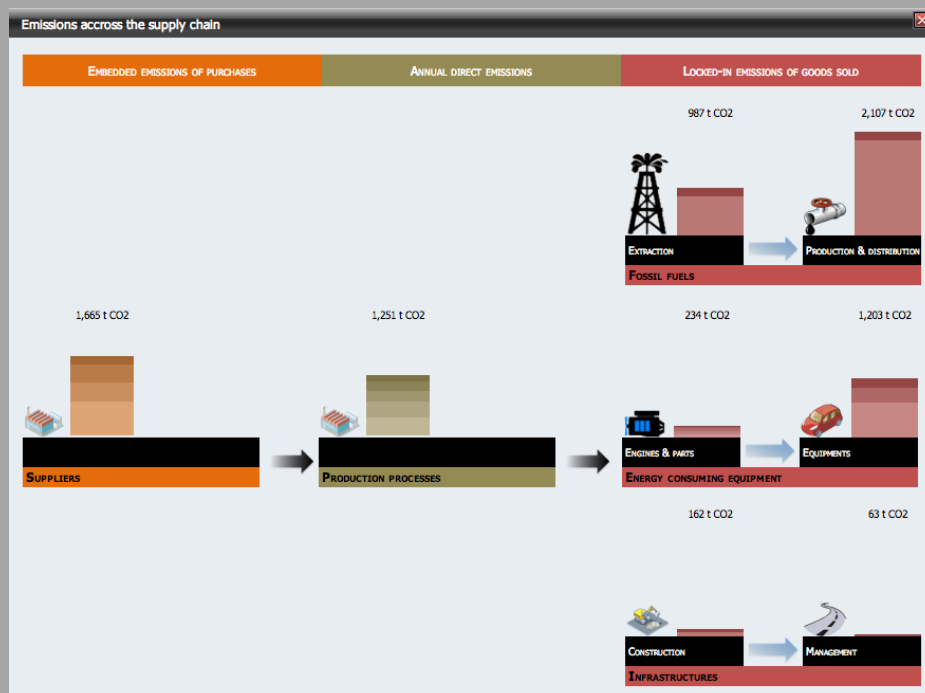 Emissions accross the supply chain
EMBEDDED EMISSIONS OF PURCHASES
ANNUAL DIRECT EMISSIONS
LOCKED-IN EMISSIONS OF GOODS SOLD
987 t CO2
2,107 t CO2
EXTRACTION
PRODUCTION & DISTRIBUTION
FOSSIL FUELS
1,665 t CO2
1,251 t CO2
234 t CO2
1,203 t CO2
ENGINES & PARTS
EQUIPMENTS
SUPPLIERS
PRODUCTION PROCESSES
ENERGY CONSUMING EQUIPMENT
162 t CO2
63 t CO2
CONSTRUCTION
MANAGEMENT
INFRASTRUCTURES